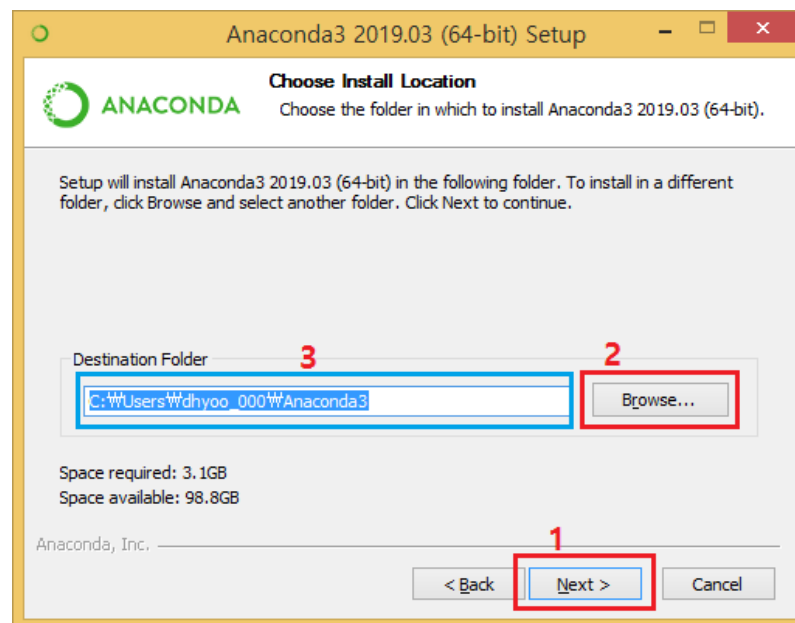 Anaconda3 2019.03 (64-bit) Setup
Choose Install Location
ANACONDA
Choose the folder in which to install Anaconda3 2019.03 (64-bit).
Setup will install Anaconda3 2019.03 (64-bit) in the following folder. To install in a different
folder, click Browse and select another folder. Click Next to continue.
3
2
Destination Folder
C:₩Users₩dhyoo_000₩Anaconda3
Browse...
Space required: 3.1GB
Space available: 98.8GB
1
Anaconda, Inc.
< Back
Next >
Cancel